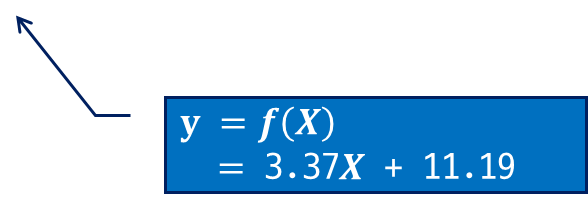 y = f(X)
= 3.37X + 11.19